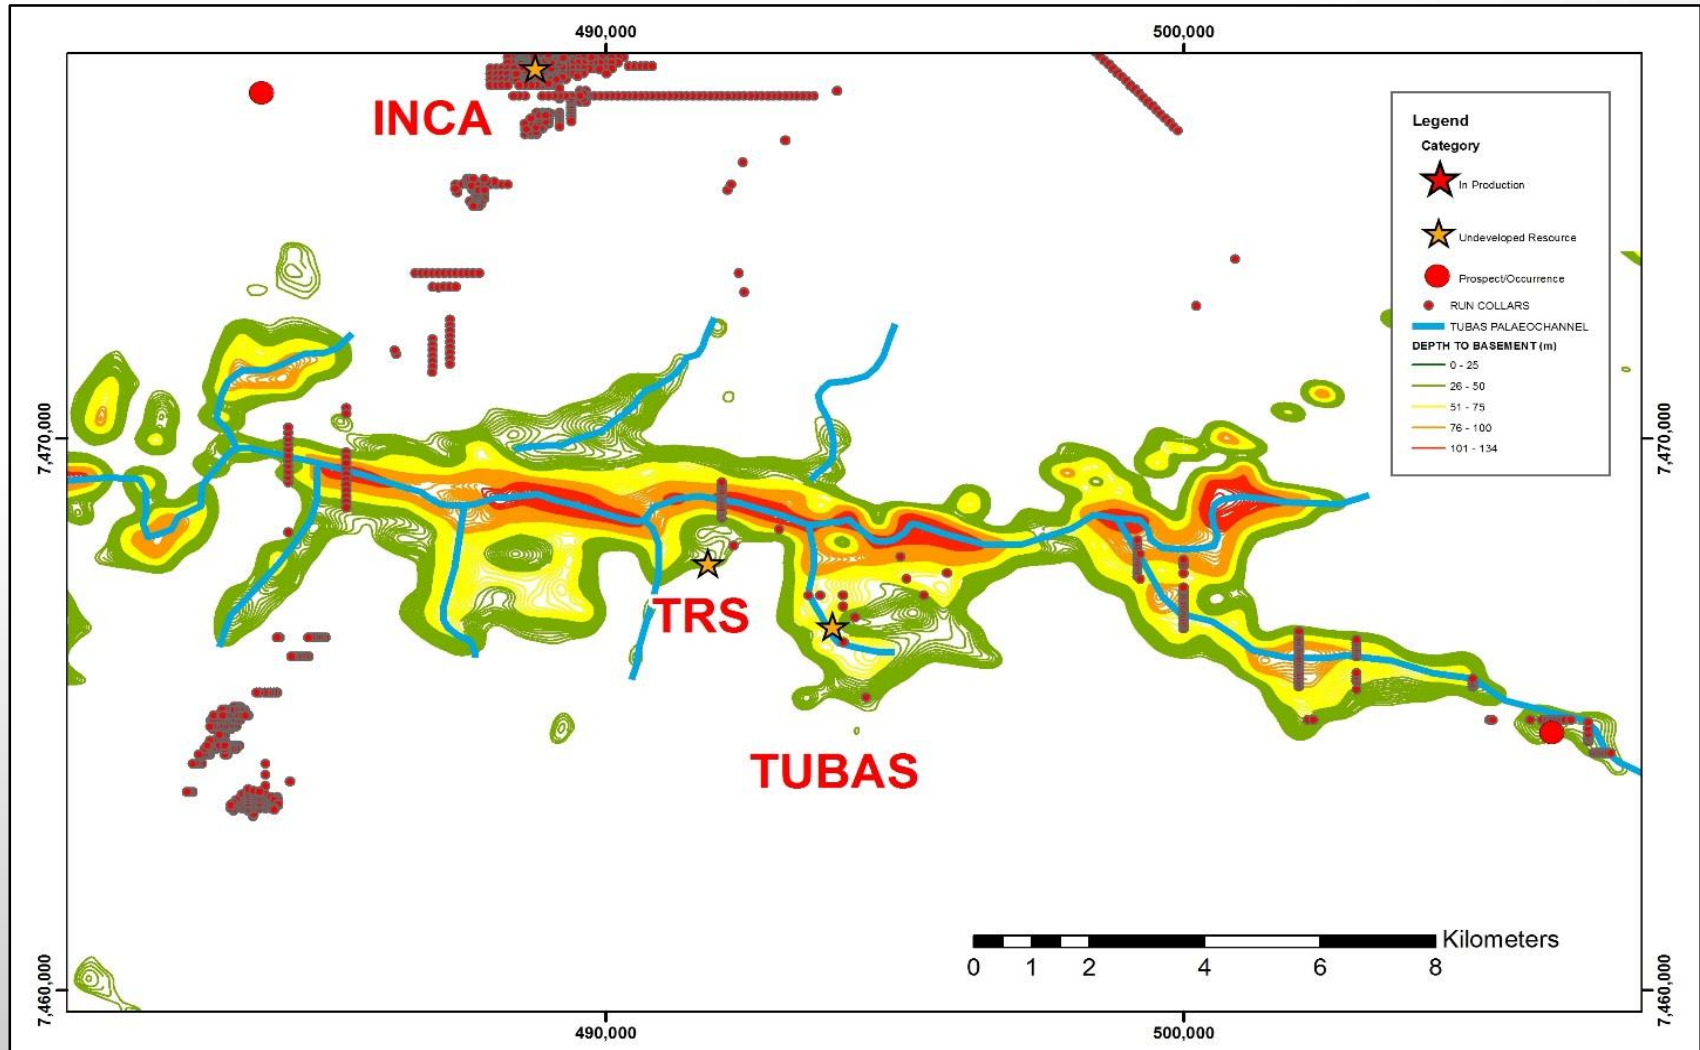 490,000
500,000
INCA
Legend
Category
In Production
Undeveloped Resource
Prospect/Occurrence
RUN COLLARS
TUBAS PALAEOCHANNEL
DEPTH TO BASEMENT (m)
0 - 25
26 - 50
51 - 75
76 - 100
101 - 134
7,470,000
7,470,000
TRS
TUBAS
Kilometers
0 1 2 4 6 8
7,460,000
7,460,000
490,000
500,000